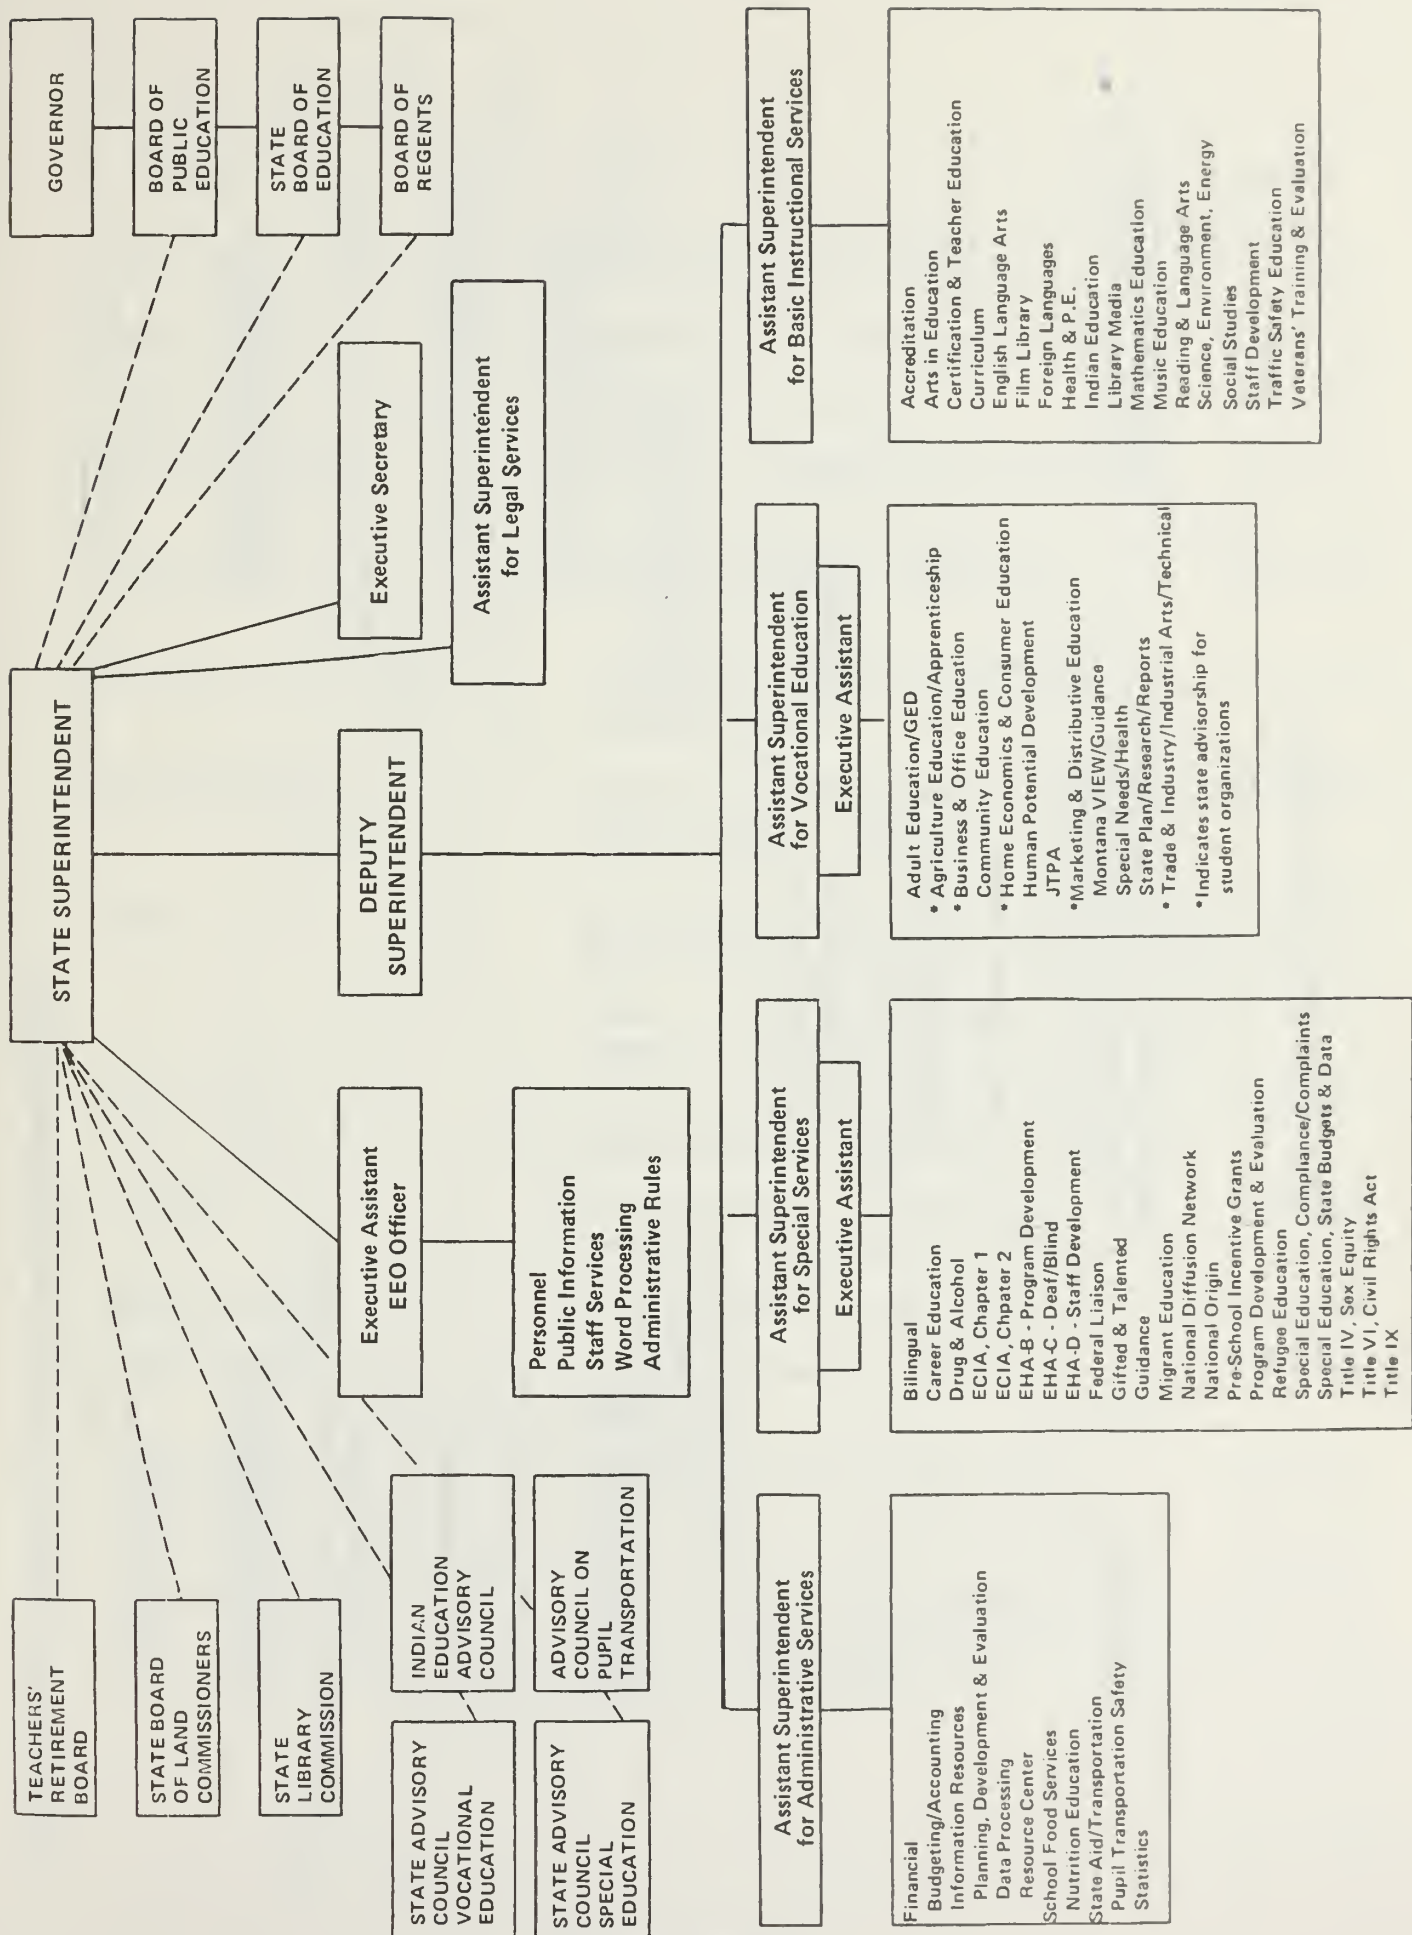 STATE SUPERINTENDENT
GOVERNOR
BOARD OF
PUBLIC
EDUCATION
STATE
BOARD OF
EDUCATION
BOARD OF
REGENTS
TEACHERS'
RETIREMENT
BOARD
STATE BOARD
OF LAND
COMMISSIONERS
STATE
LIBRARY
COMMISSION
STATE ADVISORY
COUNCIL
VOCATIONAL
EDUCATION
INDIAN
EDUCATION
ADVISORY
COUNCIL
STATE ADVISORY
COUNCIL
SPECIAL
EDUCATION
ADVISORY
COUNCIL ON
PUPIL
TRANSPORTATION
Executive Assistant
EEO Officer
Personnel
Public Information
Staff Services
Word Processing
Administrative Rules
DEPUTY
SUPERINTENDENT
Executive Secretary
Assistant Superintendent
for Legal Services
Assistant Superintendent
for Administrative Services
Financial
Budgeting/Accounting
Information Resources
Planning, Development & Evaluation
Data Processing
Resource Center
School Food Services
Nutrition Education
State Aid/Transportation
Pupil Transportation Safety
Statistics
Assistant Superintendent
for Special Services
Executive Assistant
Bilingual
Career Education
Drug & Alcohol
ECIA, Chapter 1
ECIA, Chpater 2
EHA-B - Program Development
EHA-C - Deaf/Blind
EHA-D - Staff Development
Federal Liaison
Gifted & Talented
Guidance
Migrant Education
National Diffusion Network
National Origin
Pre-School Incentive Grants
Program Development & Evaluation
Refugee Education
Special Education, Compliance/Complaints
Special Education, State Budgets & Data
Title IV, Sex Equity
Title VI, Civil Rights Act
Title IX
Assistant Superintendent
for Vocational Education
Executive Assistant
Adult Education/GED
• Agriculture Education/Apprenticeship
• Business & Office Education
Community Education
• Home Economics & Consumer Education
Human Potential Development
JTPA
*Marketing & Distributive Education
Montana VIEW/Guidance
Special Needs/Health
State Plan/Research/Reports
• Trade & Industry/Industrial Arts/Technical
*Indicates state advisorship for
student organizations
Assistant Superintendent
for Basic Instructional Services
Accreditation
Arts in Education
Certification & Teacher Education
Curriculum
English Language Arts
Film Library
Foreign Languages
Health & P.E.
Indian Education
Library Media
Mathematics Education
Music Education
Reading & Language Arts
Science, Environment, Energy
Social Studies
Staff Development
Traffic Safety Education
Veterans' Training & Evaluation